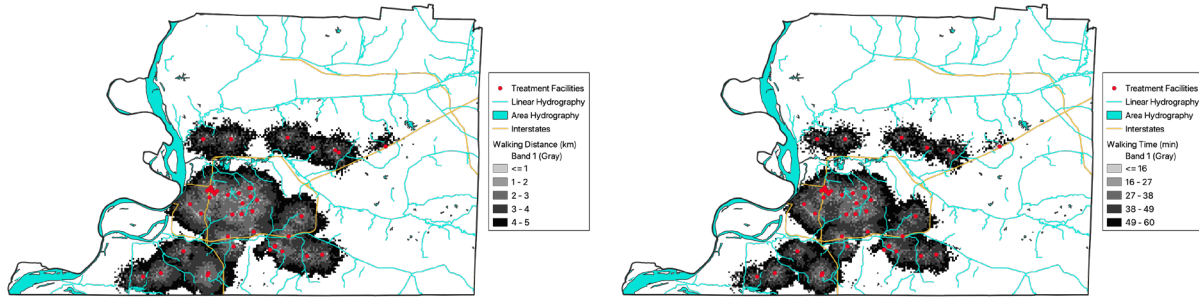 Treatment Facilities
Linear Hydrography
Area Hydrography
Interstates
Walking Distance (km)
Band 1 (Gray)
<= 1
1 - 2
2 - 3
3 - 4
4 - 5
Treatment Facilities
Linear Hydrography
Area Hydrography
Interstates
Walking Time (min)
Band 1 (Gray)
<= 16
16 - 27
27 - 38
38 - 49
49 - 60